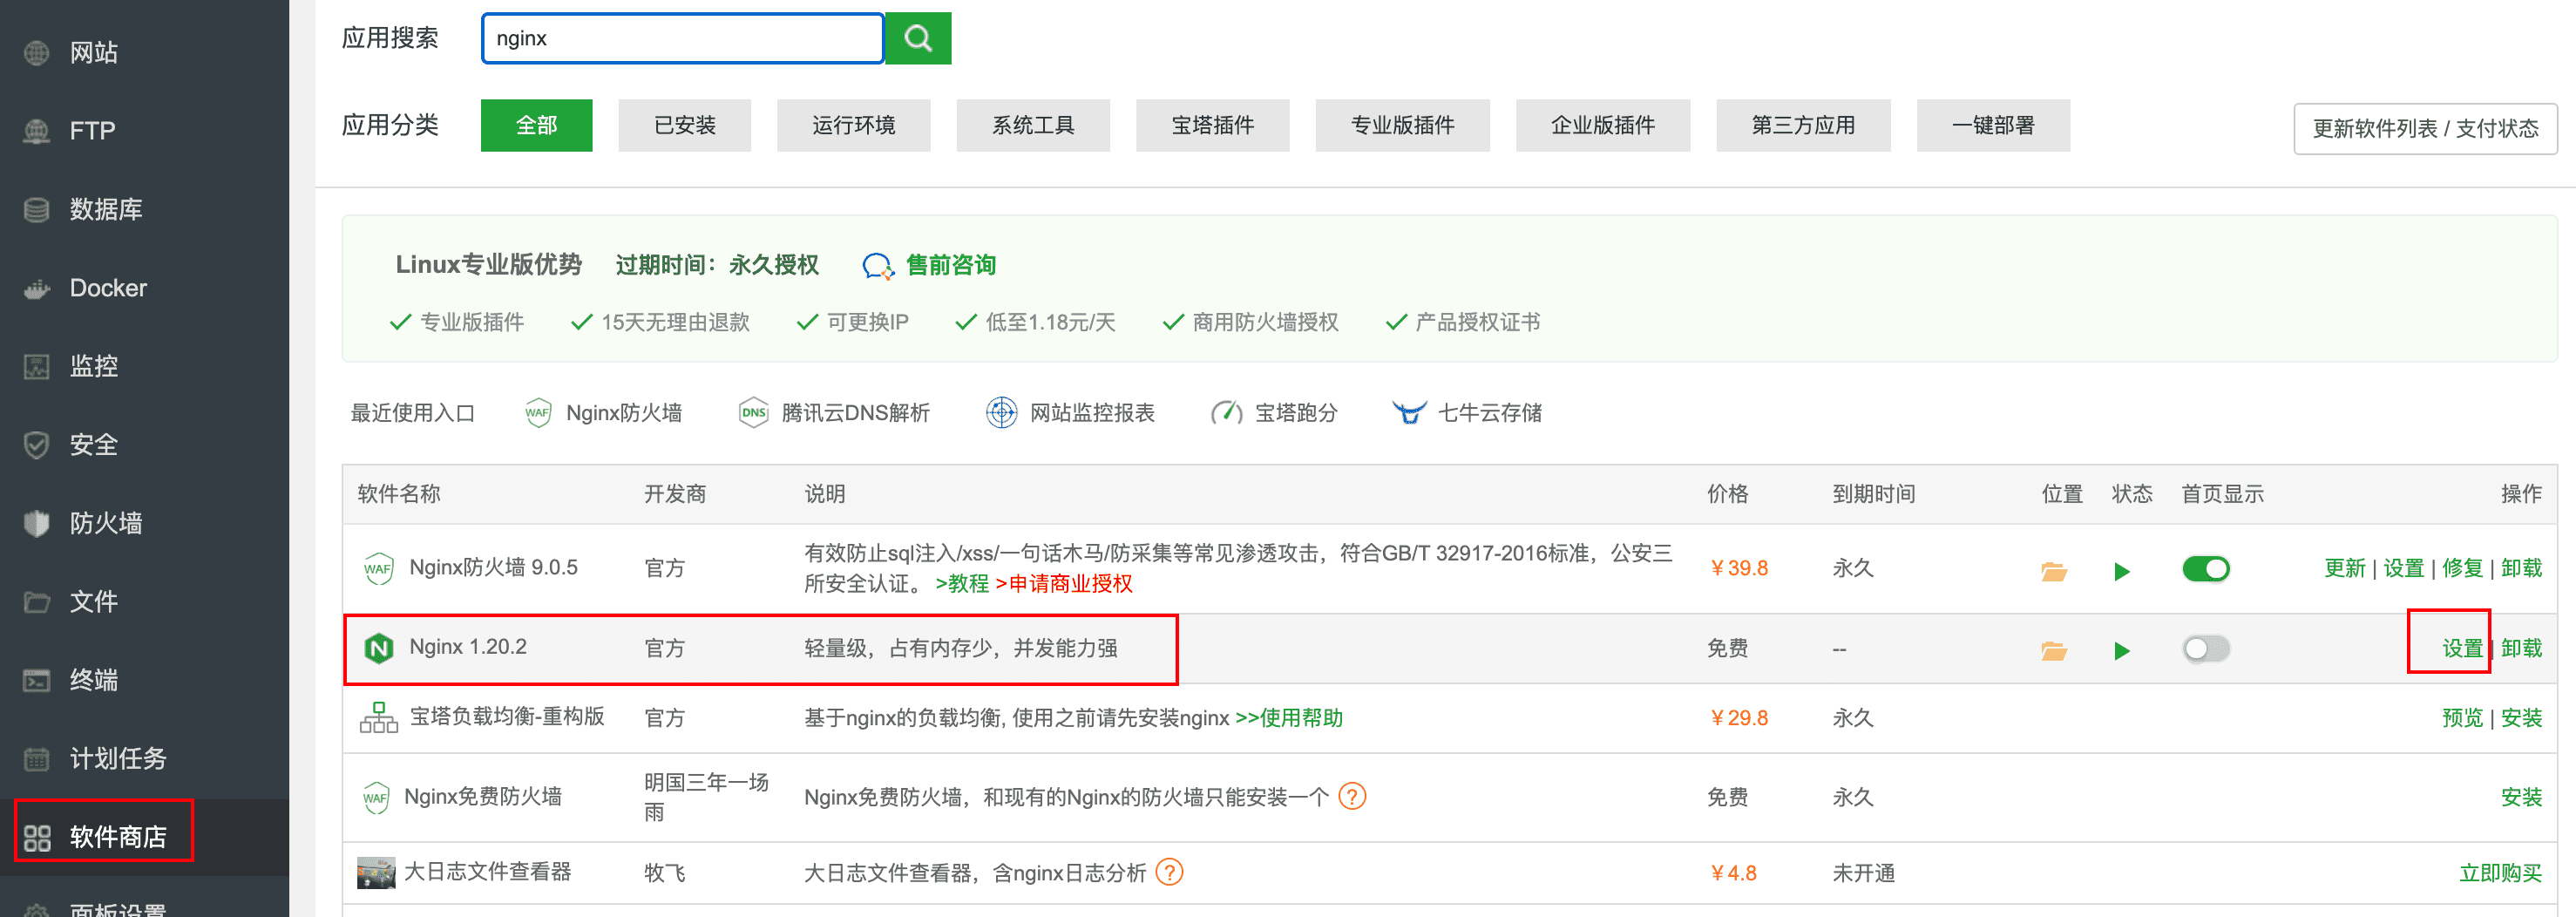 网站
FTP
数据库
Docker
监控
安全
防火墙
文件
终端
计划任务
软件商店
面板设置
应用搜索
nginx
应用分类
全部
已安装
运行环境
系统工具
宝塔插件
专业版插件
企业版插件
第三方应用
一键部署
更新软件列表 / 支付状态
Linux专业版优势
过期时间：永久授权
售前咨询
专业版插件
15天无理由退款
可更换IP
低至1.18元/天
商用防火墙授权
产品授权证书
最近使用入口
WAF Nginx防火墙
DNS 腾讯云DNS解析
网站监控报表
宝塔跑分
七牛云存储
软件名称 开发商 说明 价格 到期时间 位置 状态 首页显示 操作
WAF Nginx防火墙 9.0.5 官方
有效防止sql注入/xss/一句话木马/防采集等常见渗透攻击，符合GB/T 32917-2016标准，公安三
所安全认证。 >教程 >申请商业授权
¥39.8 永久 更新 | 设置 | 修复 | 卸载
N Nginx 1.20.2 官方 轻量级，占有内存少，并发能力强 免费 -- 设置 | 卸载
宝塔负载均衡-重构版 官方 基于nginx的负载均衡, 使用之前请先安装nginx >>使用帮助 ¥29.8 永久 预览 | 安装
WAF Nginx免费防火墙
明国三年一场
雨
Nginx免费防火墙，和现有的Nginx的防火墙只能安装一个 ? 免费 永久 安装
大日志文件查看器 牧飞 大日志文件查看器，含nginx日志分析 ? ¥4.8 未开通 立即购买